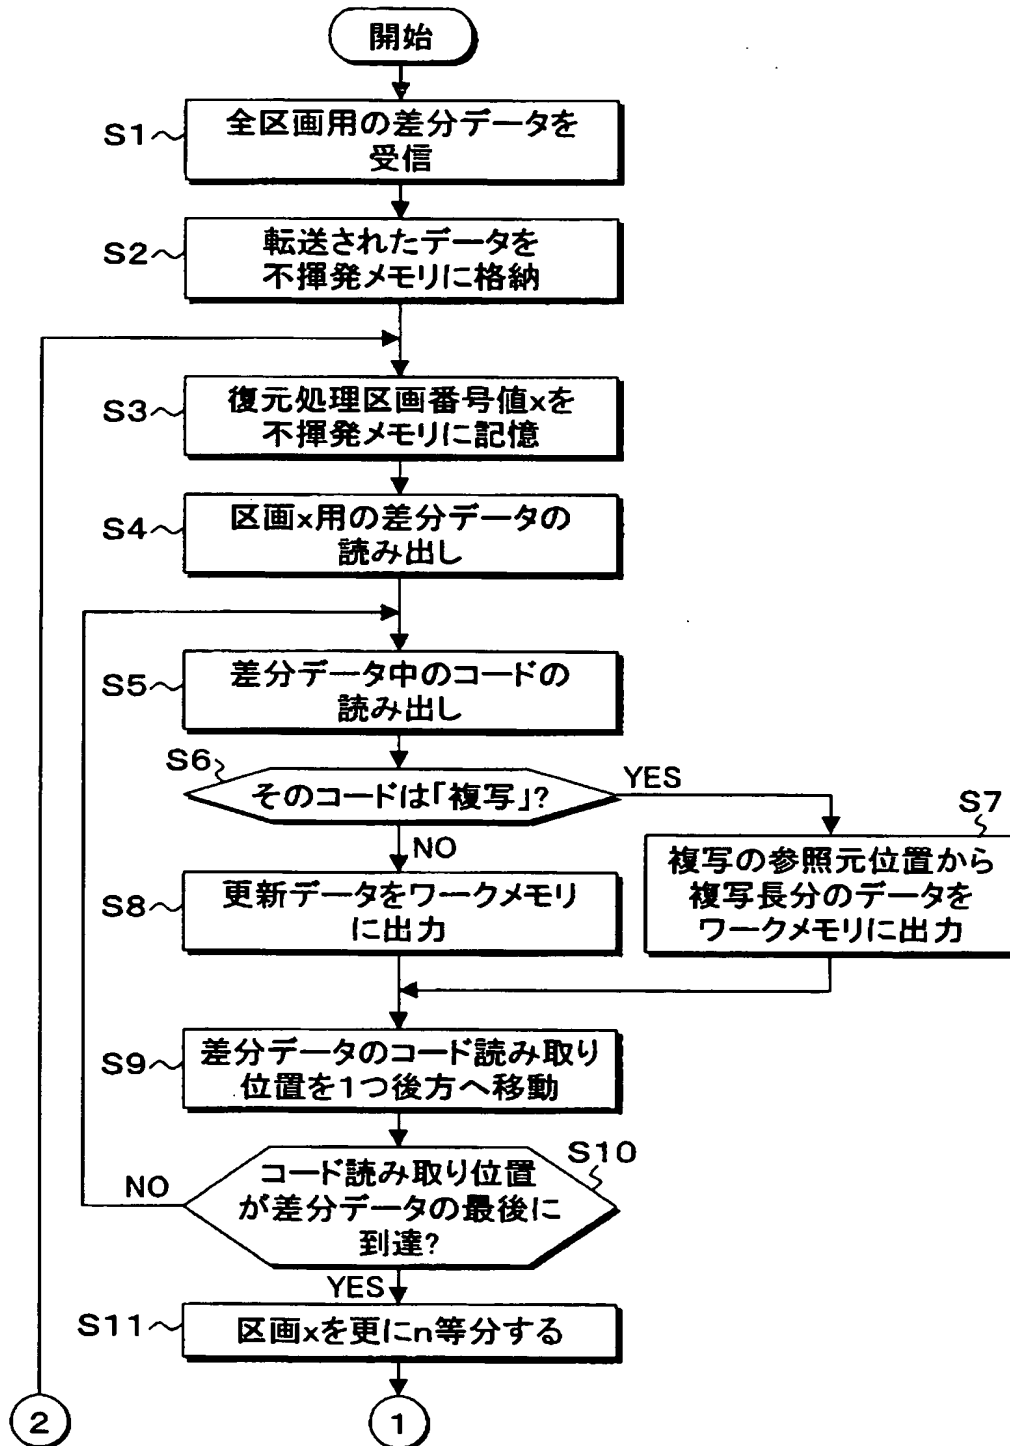 開始
S1
全区画用の差分データを
受信
S2
転送されたデータを
不揮発メモリに格納
S3
復元処理区画番号値xを
不揮発メモリに記憶
S4
区画x用の差分データの
読み出し
S5
差分データ中のコードの
読み出し
S6
そのコードは「複写」?
YES
NO
S7
複写の参照元位置から
複写長分のデータを
ワークメモリに出力
S8
更新データをワークメモリ
に出力
S9
差分データのコード読み取り
位置を1つ後方へ移動
S10
コード読み取り位置
が差分データの最後に
到達?
NO
YES
S11
区画xを更にn等分する
2
1